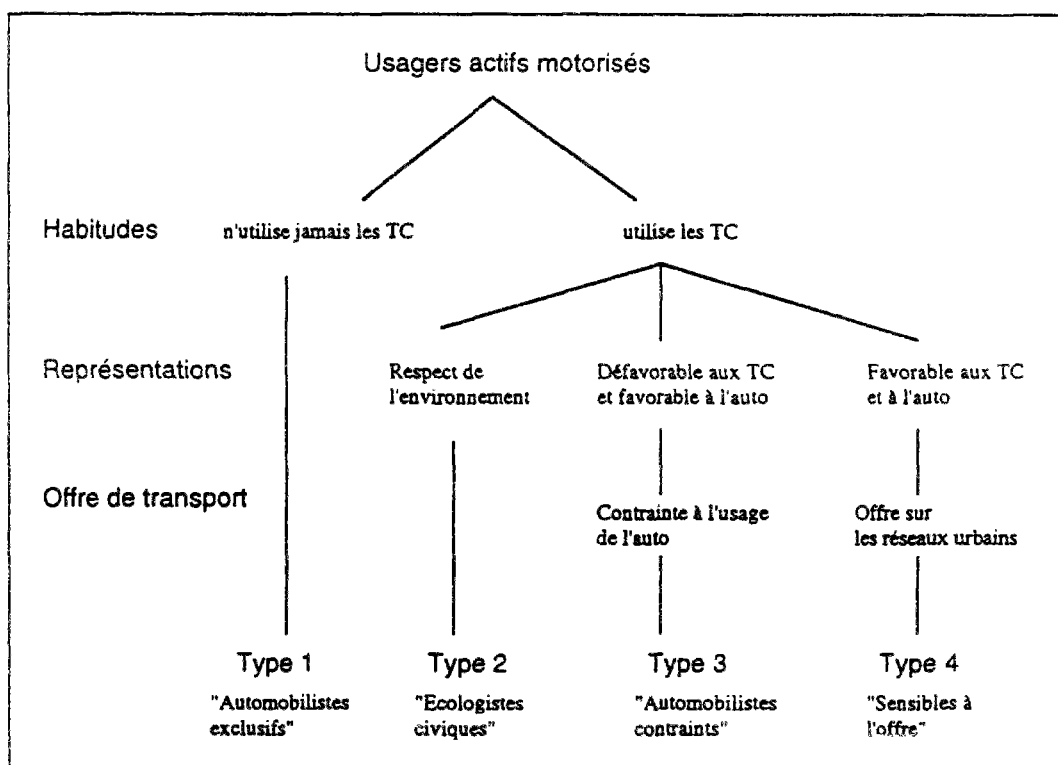 Usagers actifs motorisés
Habitudes
n'utilise jamais les TC
utilise les TC
Représentations
Respect de
l'environnement
Défavorable aux TC
et favorable à l'auto
Favorable aux TC
et à l'auto
Offre de transport
Contrainte à l'usage
de l'auto
Offre sur
les réseaux urbains
Type 1
"Automobilistes
exclusifs"
Type 2
"Ecologistes
civiques"
Type 3
"Automobilistes
contraints"
Type 4
"Sensibles à
l'offre"